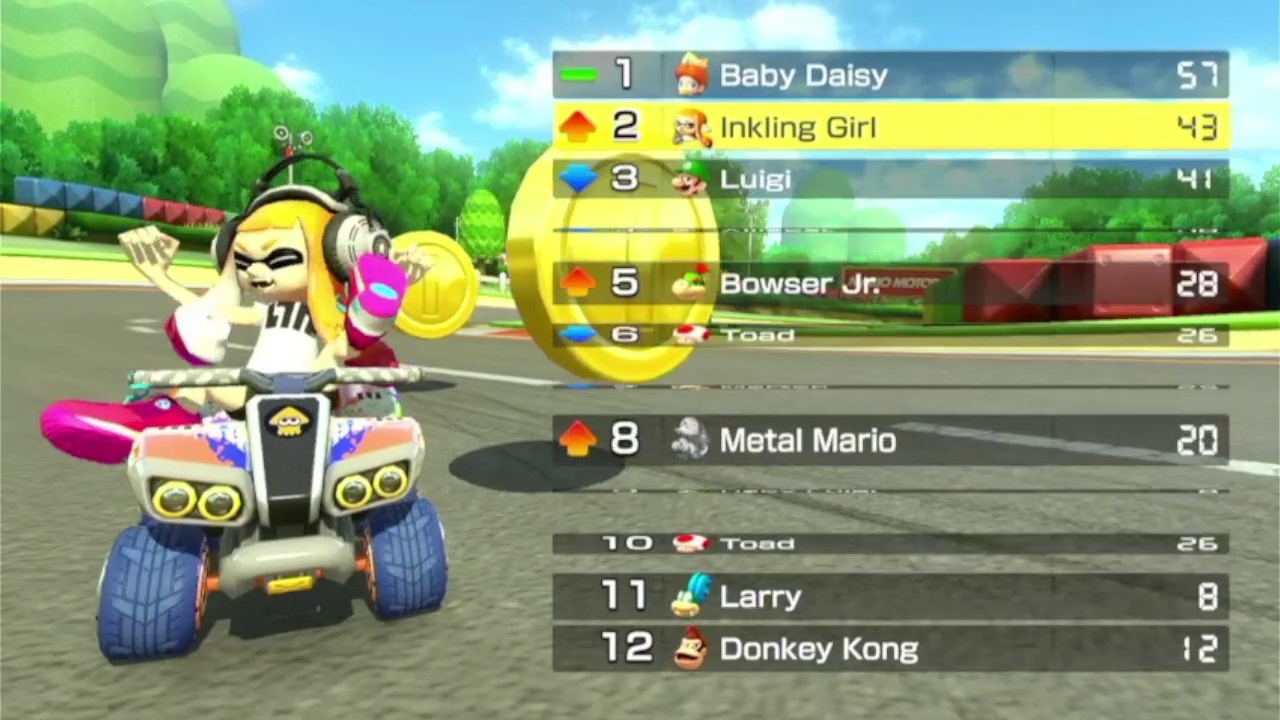 1 Baby Daisy 57
2 Inkling Girl 43
3 Luigi 41
5 Bowser Jr. 28
6 Toad 26
8 Metal Mario 20
10 Toad 26
11 Larry 8
12 Donkey Kong 12